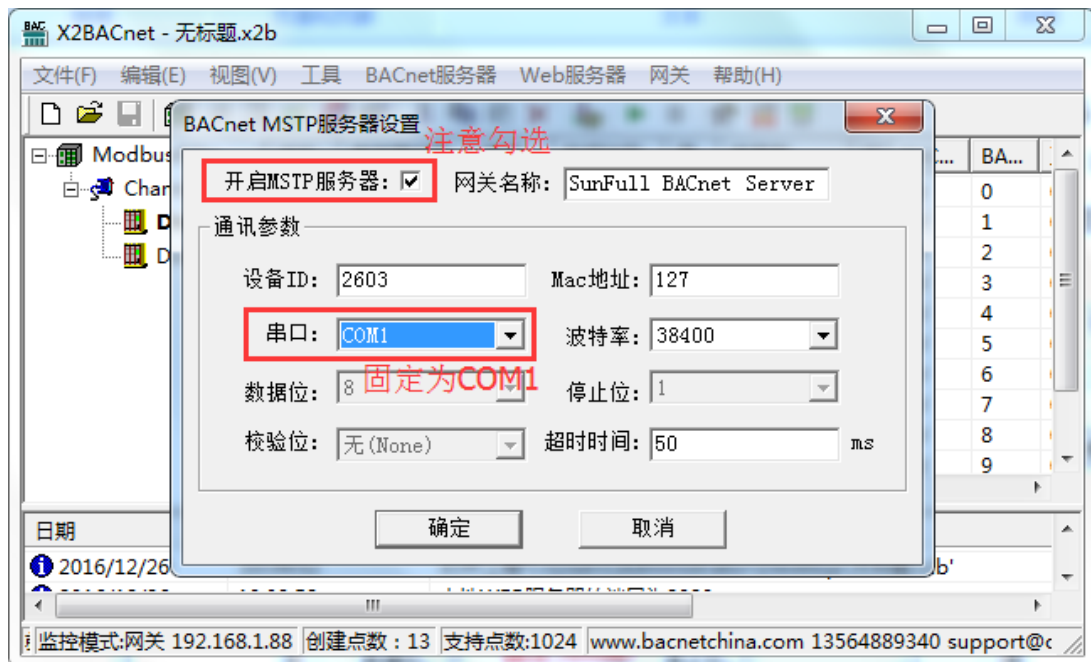 BAC
X2BACnet - 无标题.x2b
文件(F) 编辑(E) 视图(V) 工具 BACnet服务器 Web服务器 网关 帮助(H)
BACnet MSTP服务器设置
注意勾选
开启MSTP服务器: 网关名称: SunFull BACnet Server
通讯参数
设备ID: 2603 Mac地址: 127
串口: COM1 波特率: 38400
固定为COM1
数据位: 8 停止位: 1
校验位: 无(None) 超时时间: 50 ms
确定 取消
Modbus
Chan
D
D
C... BA...
0
1
2
3
4
5
6
7
8
9
日期
2016/12/26
监控模式:网关 192.168.1.88 创建点数 : 13 支持点数:1024 www.bacnetchina.com 13564889340 support@c